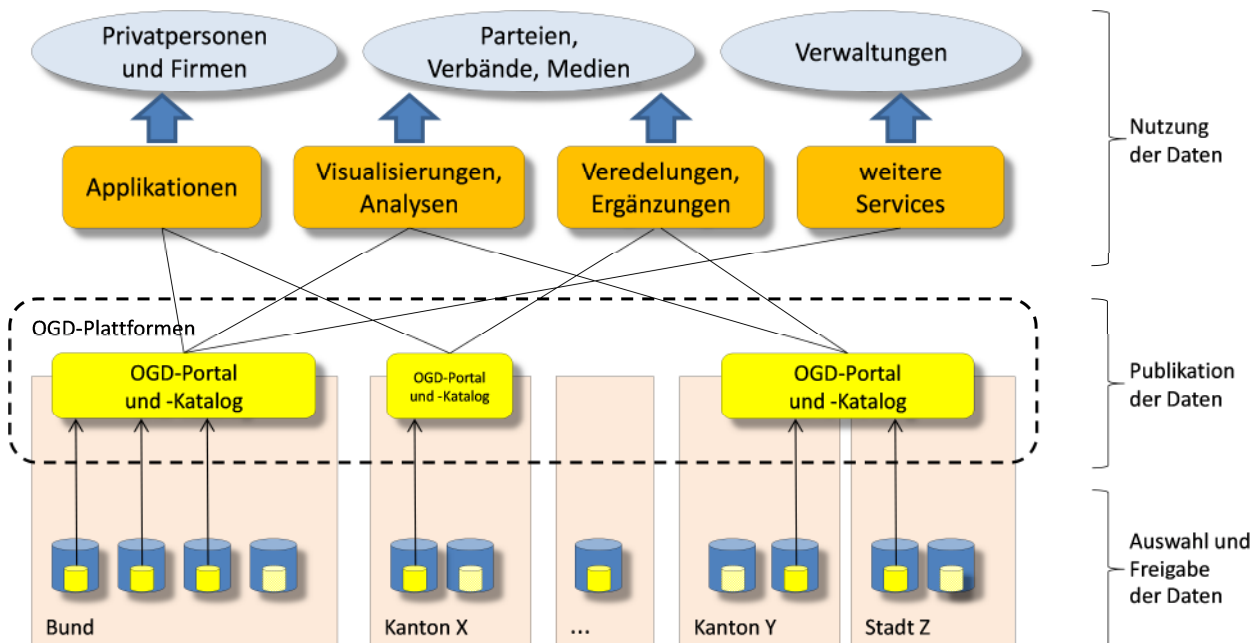 Privatpersonen
und Firmen
Parteien,
Verbände, Medien
Verwaltungen
Nutzung
der Daten
Applikationen
Visualisierungen,
Analysen
Veredelungen,
Ergänzungen
weitere
Services
OGD-Plattformen
OGD-Portal
und -Katalog
OGD-Portal
und -Katalog
OGD-Portal
und -Katalog
Publikation
der Daten
Auswahl und
Freigabe
der Daten
Bund
Kanton X
...
Kanton Y
Stadt Z